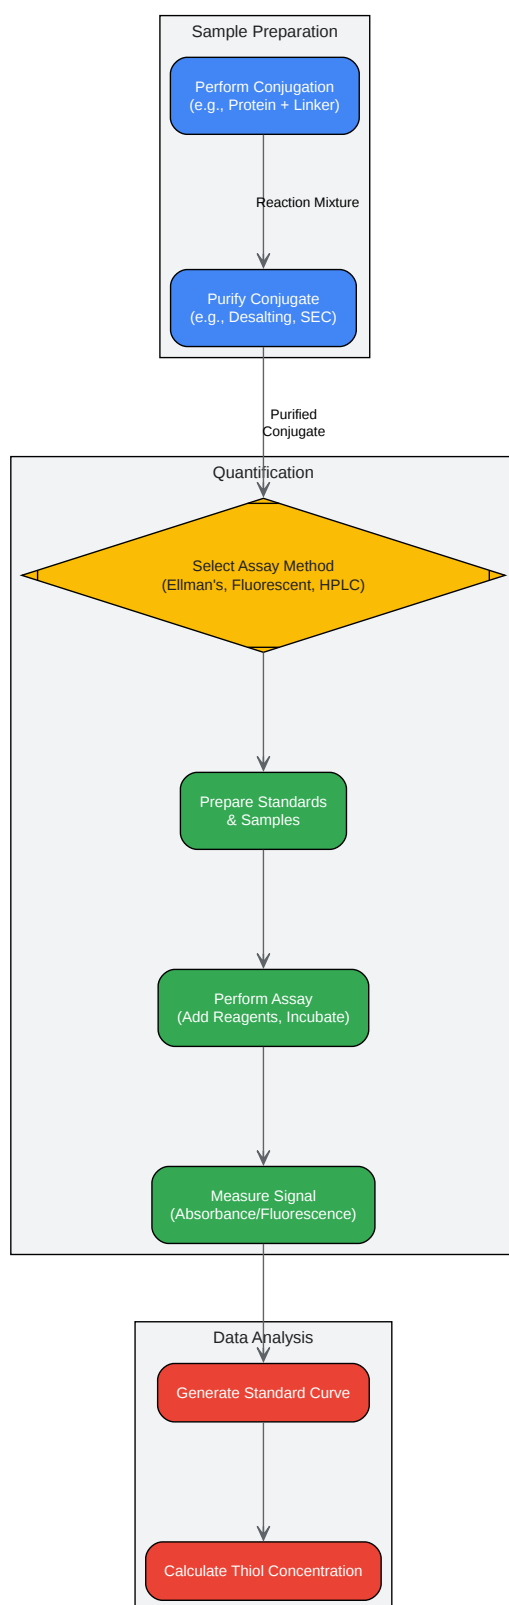 Sample Preparation
Perform Conjugation
(e.g., Protein + Linker)
Reaction Mixture
Purify Conjugate
(e.g., Desalting, SEC)
Purified
Conjugate
Quantification
Select Assay Method
(Ellman's, Fluorescent, HPLC)
Prepare Standards
& Samples
Perform Assay
(Add Reagents, Incubate)
Measure Signal
(Absorbance/Fluorescence)
Data Analysis
Generate Standard Curve
Calculate Thiol Concentration